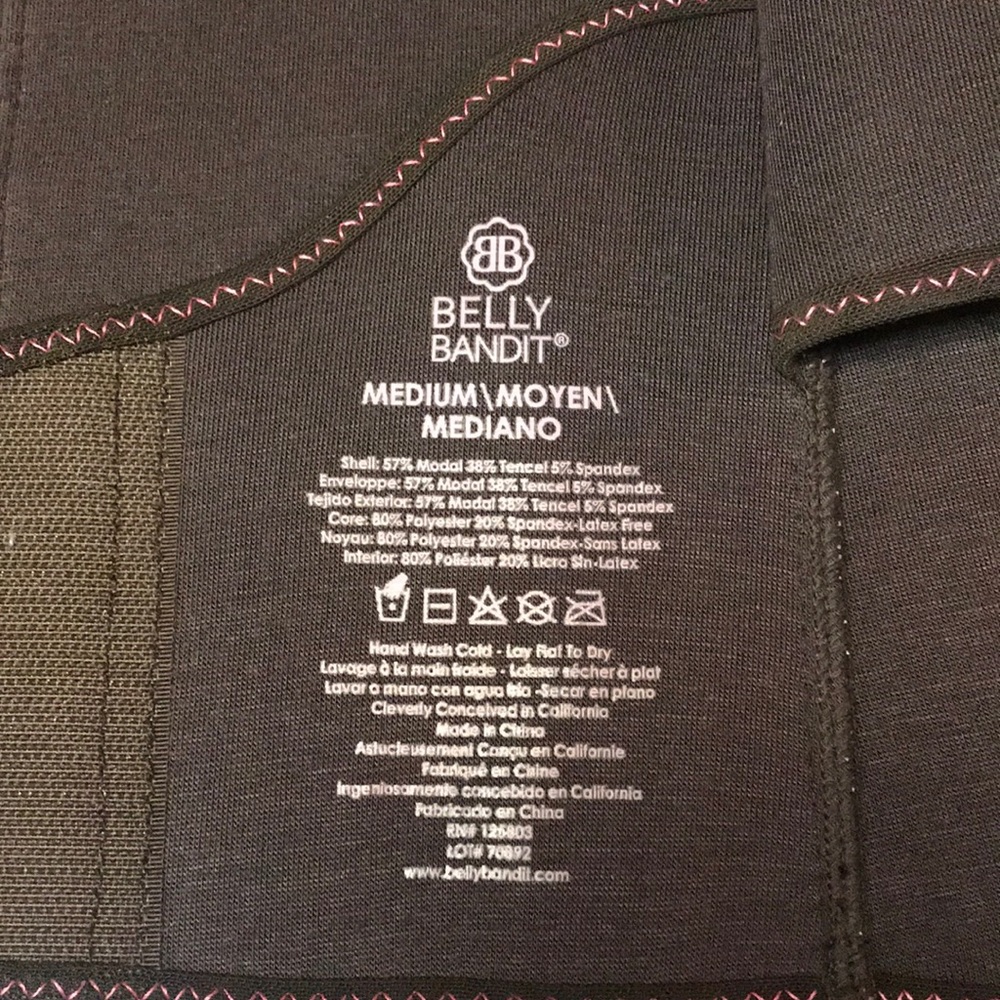 BB
BELLY
BANDIT®
MEDIUM\MOYEN\
MEDIANO
Shell: 57% Modal 38% Tencel 5% Spandex
Enveloppe: 57% Modal 38% Tencel 5% Spandex
Tejido Exterior: 57% Modal 38% Tencel 5% Spandex
Core: 80% Polyester 20% Spandex-Latex Free
Noyau: 80% Polyester 20% Spandex-Sans Latex
Interior: 80% Poliéster 20% Licra Sin-Latex
Hand Wash Cold - Lay Flat To Dry
Lavage à la main froide - Laisser sécher à plat
Lavar a mano con agua fria -Secar en plano
Cleverly Conceived in California
Made in China
Astucieusement Conçu en Californie
Fabriqué en Chine
Ingeniosamente concebido en California
Fabricado en China
RN# 125803
LOT# 70892
www.bellybandit.com